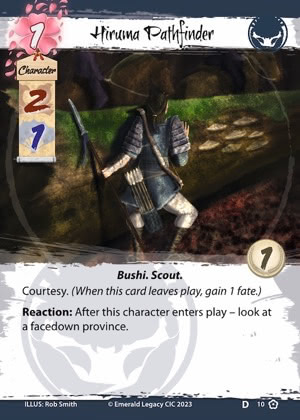 1
Hiruma Pathfinder
Character
2
1
1
Bushi. Scout.
Courtesy. (When this card leaves play, gain 1 fate.)
Reaction: After this character enters play – look at
a facedown province.
ILLUS: Rob Smith © Emerald Legacy CIC 2023 D 10